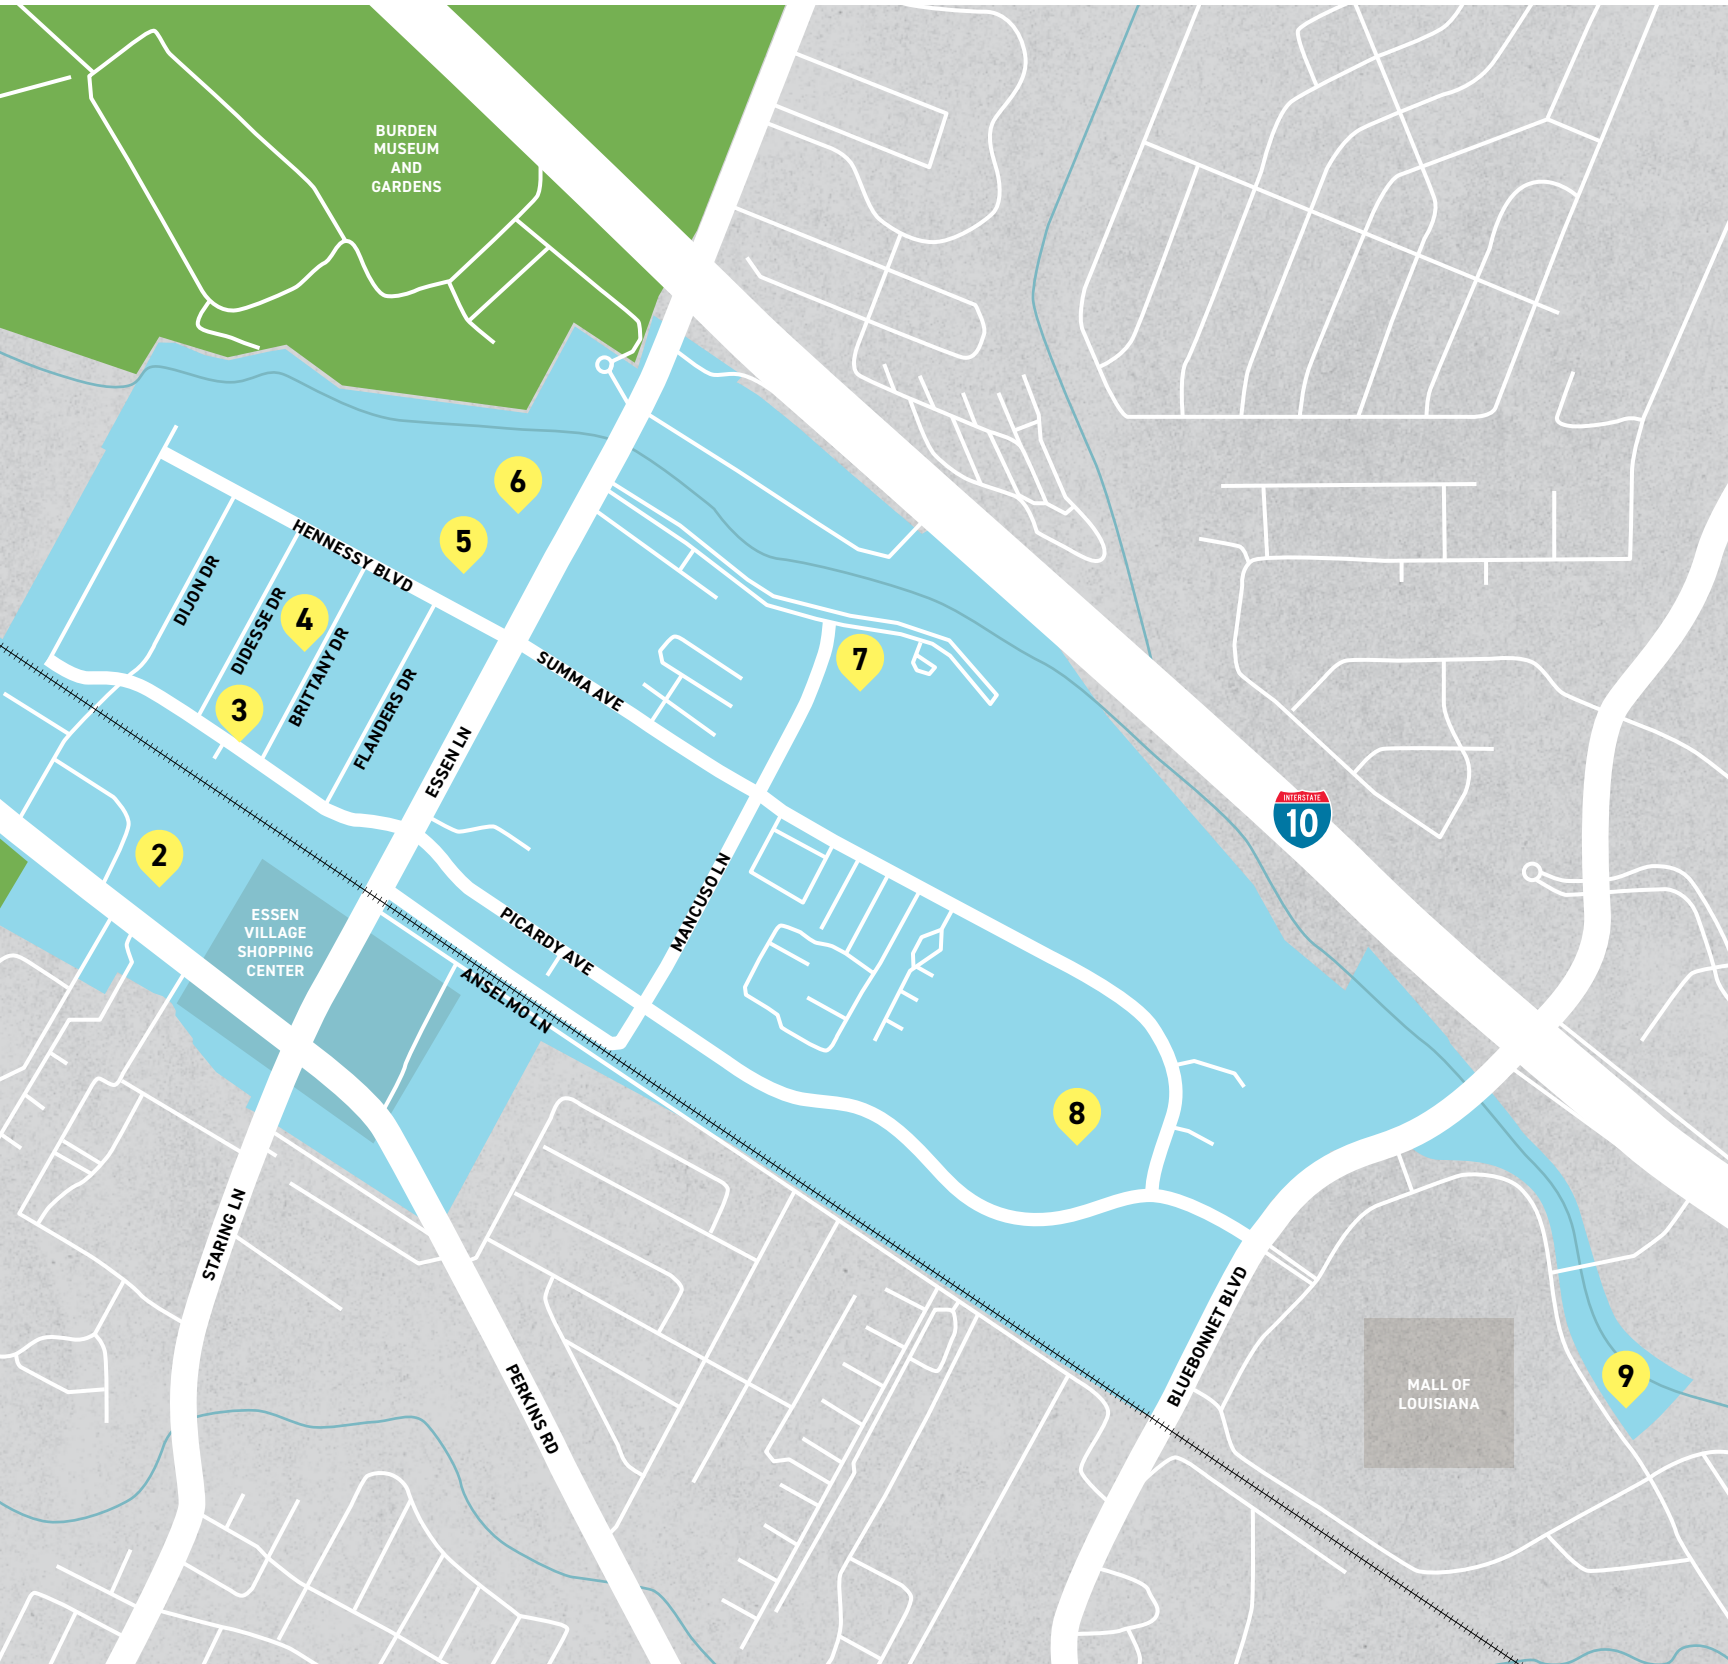 BURDEN
MUSEUM
AND
GARDENS
6
5
HENNESSY BLVD
DIJON DR
DIDESSE DR
4
BRITTANY DR
FLANDERS DR
3
SUMMA AVE
7
ESSEN LN
INTERSTATE
10
2
ESSEN
VILLAGE
SHOPPING
CENTER
MANCUSO LN
PICARDY AVE
ANSELMO LN
8
STARING LN
PERKINS RD
BLUEBONNET BLVD
MALL OF
LOUISIANA
9